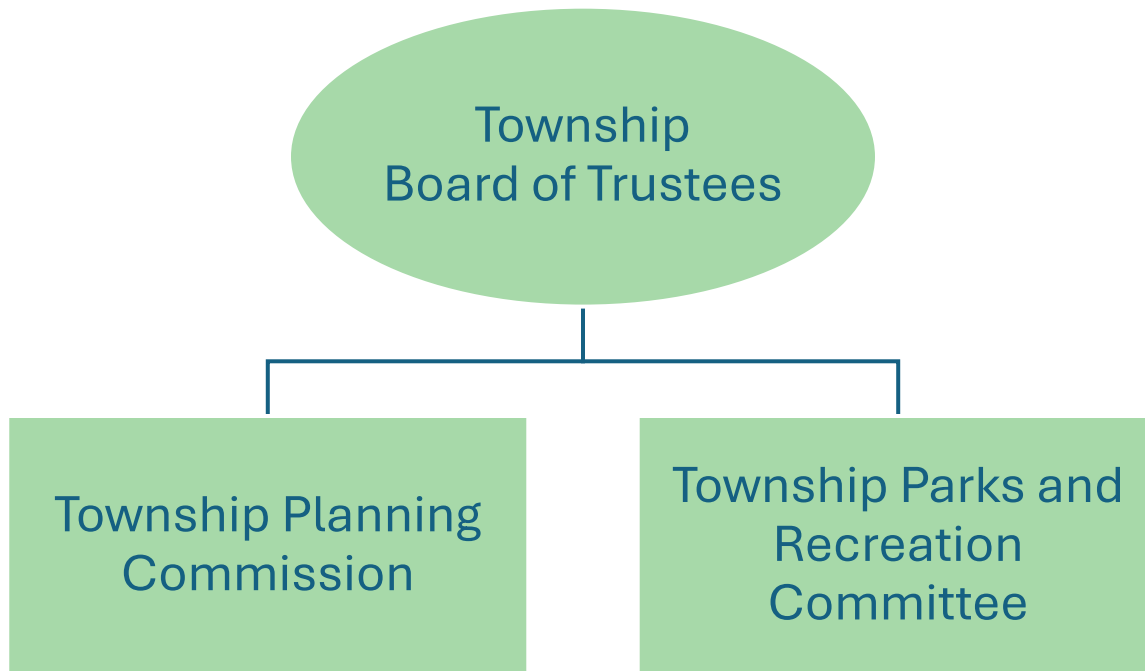 Township
Board of Trustees
Township Planning
Commission
Township Parks and
Recreation
Committee